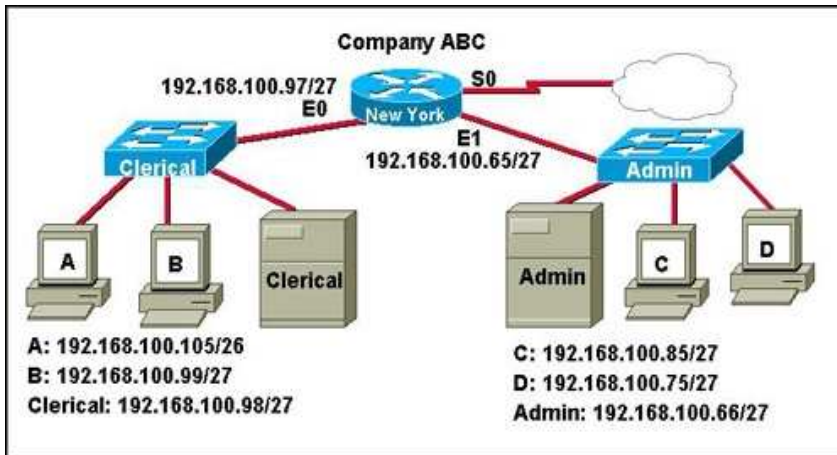 Company ABC
192.168.100.97/27
S0
E0
New York
E1
192.168.100.65/27
Clerical
Admin
A
B
Clerical
Admin
C
D
A: 192.168.100.105/26
B: 192.168.100.99/27
Clerical: 192.168.100.98/27
C: 192.168.100.85/27
D: 192.168.100.75/27
Admin: 192.168.100.66/27